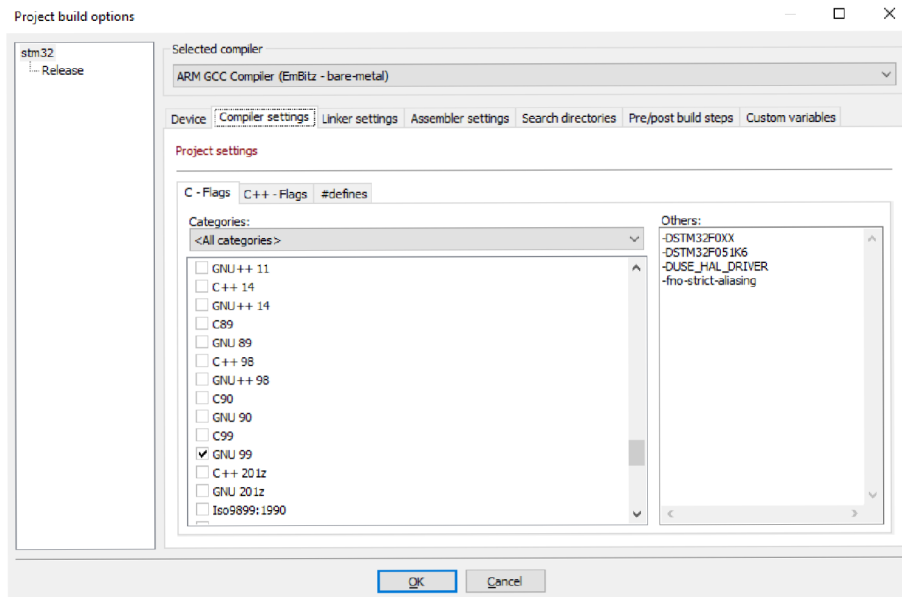 Project build options
stm32
Release
Selected compiler
ARM GCC Compiler (EmBitz - bare-metal)
Device Compiler settings Linker settings Assembler settings Search directories Pre/post build steps Custom variables
Project settings
C - Flags C++ - Flags #defines
Categories:
<All categories>
GNU++ 11
C++ 14
GNU++ 14
C89
GNU 89
C++ 98
GNU++ 98
C90
GNU 90
C99
GNU 99
C++ 201z
GNU 201z
Iso9899:1990
Others:
-DSTM32F0XX
-DSTM32F051K6
-DUSE_HAL_DRIVER
-fno-strict-aliasing
OK Cancel